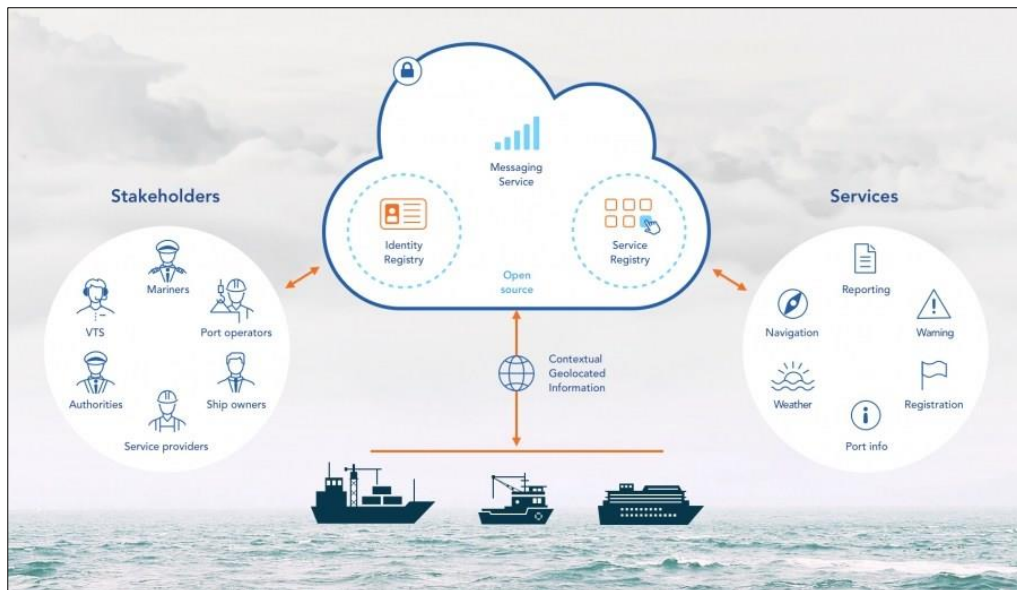 Messaging
Service
Stakeholders
Services
Identity
Registry
Service
Registry
Open
source
Mariners
VTS
Port operators
Authorities
Ship owners
Service providers
Reporting
Navigation
Warning
Weather
Registration
Port info
Contextual
Geolocated
Information